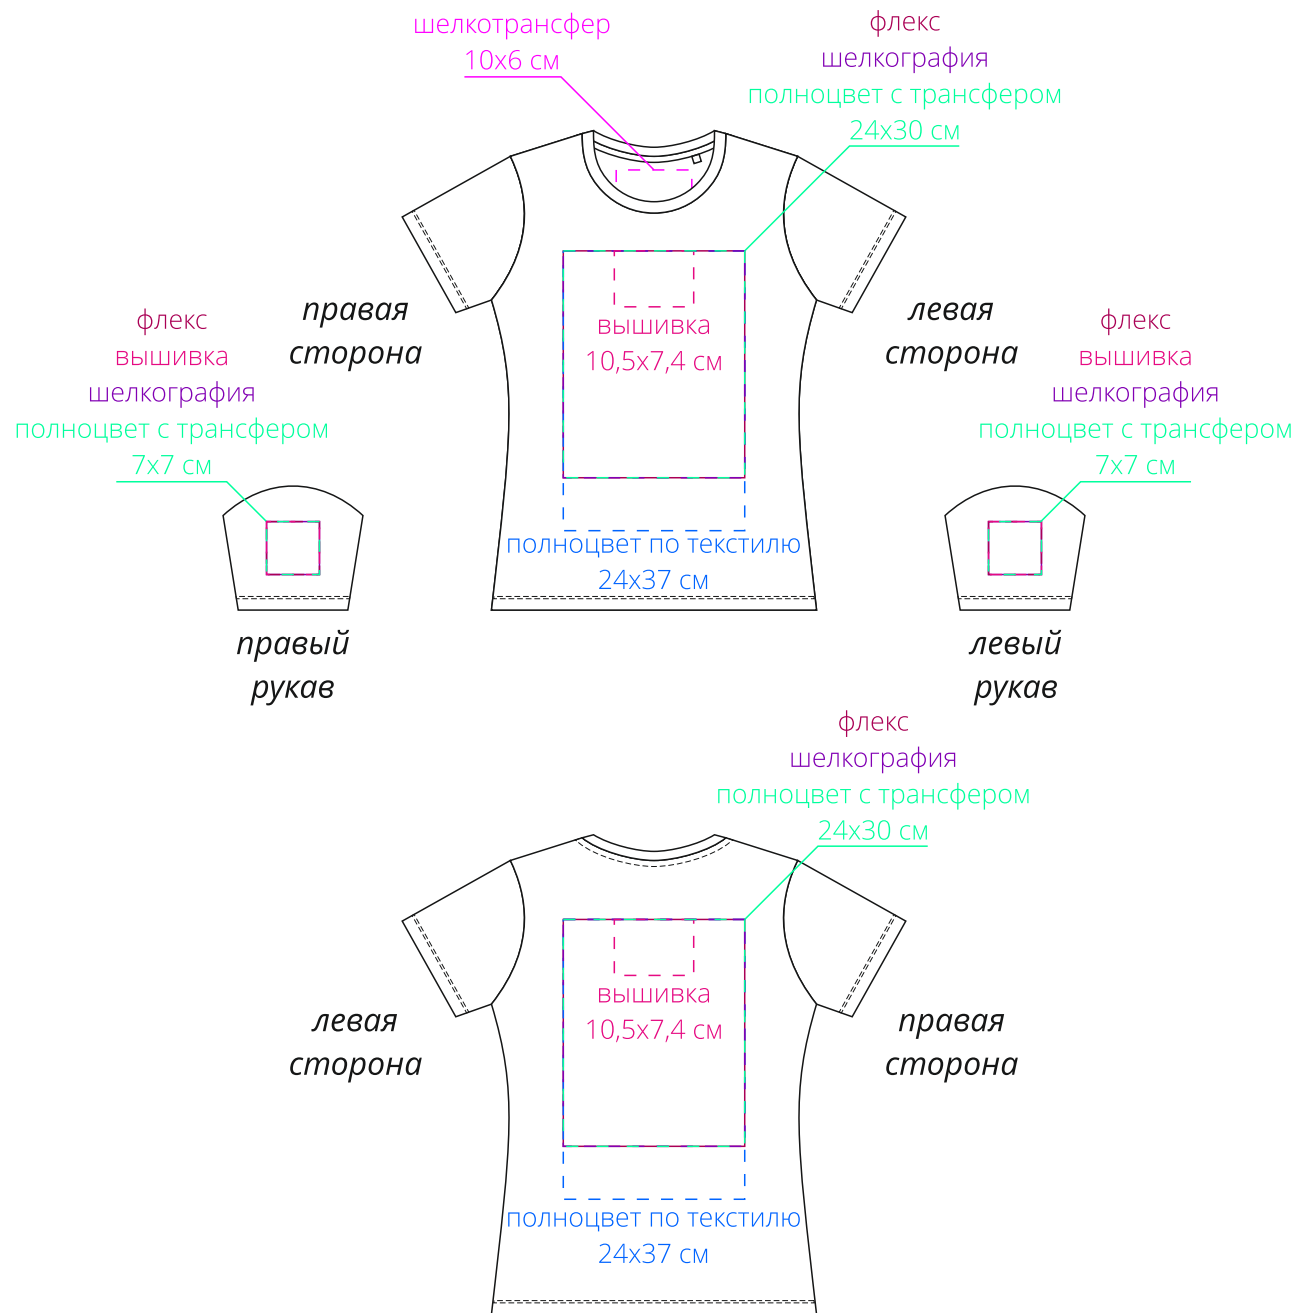 шелкотрансфер
10х6 см
флекс
шелкография
полноцвет с трансфером
24х30 см
правая
сторона
левая
сторона
вышивка
10,5х7,4 см
флекс
вышивка
шелкография
полноцвет с трансфером
7х7 см
флекс
вышивка
шелкография
полноцвет с трансфером
7х7 см
полноцвет по текстилю
24х37 см
правый
рукав
левый
рукав
флекс
шелкография
полноцвет с трансфером
24х30 см
вышивка
10,5х7,4 см
левая
сторона
правая
сторона
полноцвет по текстилю
24х37 см